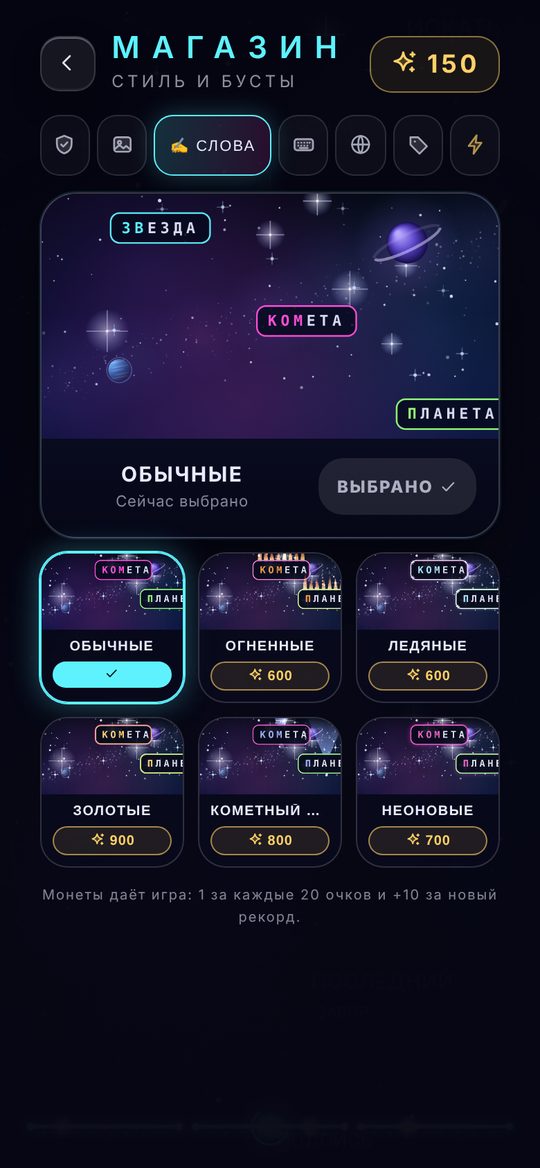 МАГАЗИН
СТИЛЬ И БУСТЫ
150
СЛОВА
ЗВЕЗДА
КОМЕТА
ПЛАНЕТА
ОБЫЧНЫЕ
Сейчас выбрано
ВЫБРАНО
КОМЕТА
ПЛАНЕ
ОБЫЧНЫЕ
КОМЕТА
ПЛАНЕ
ОГНЕННЫЕ
600
КОМЕТА
ПЛАНЕ
ЛЕДЯНЫЕ
600
КОМЕТА
ПЛАНЕ
ЗОЛОТЫЕ
900
КОМЕТА
ПЛАНЕ
КОМЕТНЫЙ ...
800
КОМЕТА
ПЛАНЕ
НЕОНОВЫЕ
700
Монеты даёт игра: 1 за каждые 20 очков и +10 за новый
рекорд.
ПОСЛЕДНИЙ